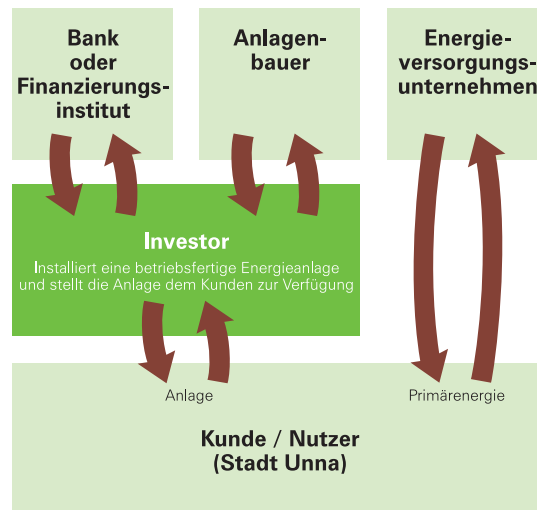 Bank
oder
Finanzierungs-
institut
Anlagen-
bauer
Energie-
versorgungs-
unternehmen
Investor
Installiert eine betriebsfertige Energieanlage
und stellt die Anlage dem Kunden zur Verfügung
Anlage
Primärenergie
Kunde / Nutzer
(Stadt Unna)